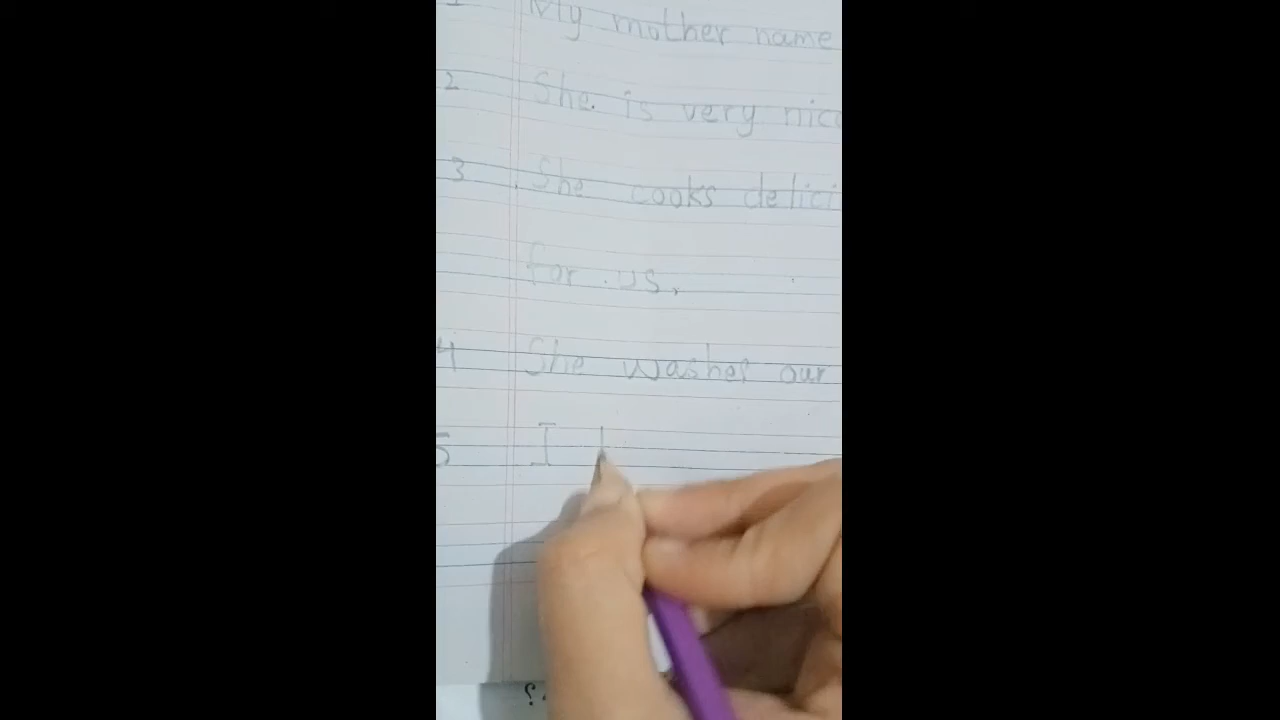 1 My mother name
2 She is very nice
3 She cooks delici
for us.
4 She washes our
5 I